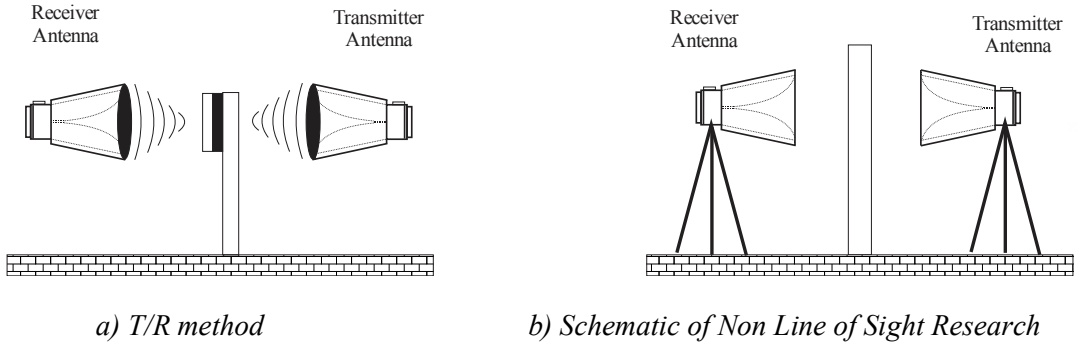 Receiver
Antenna
Transmitter
Antenna
Receiver
Antenna
Transmitter
Antenna
a) T/R method
b) Schematic of Non Line of Sight Research